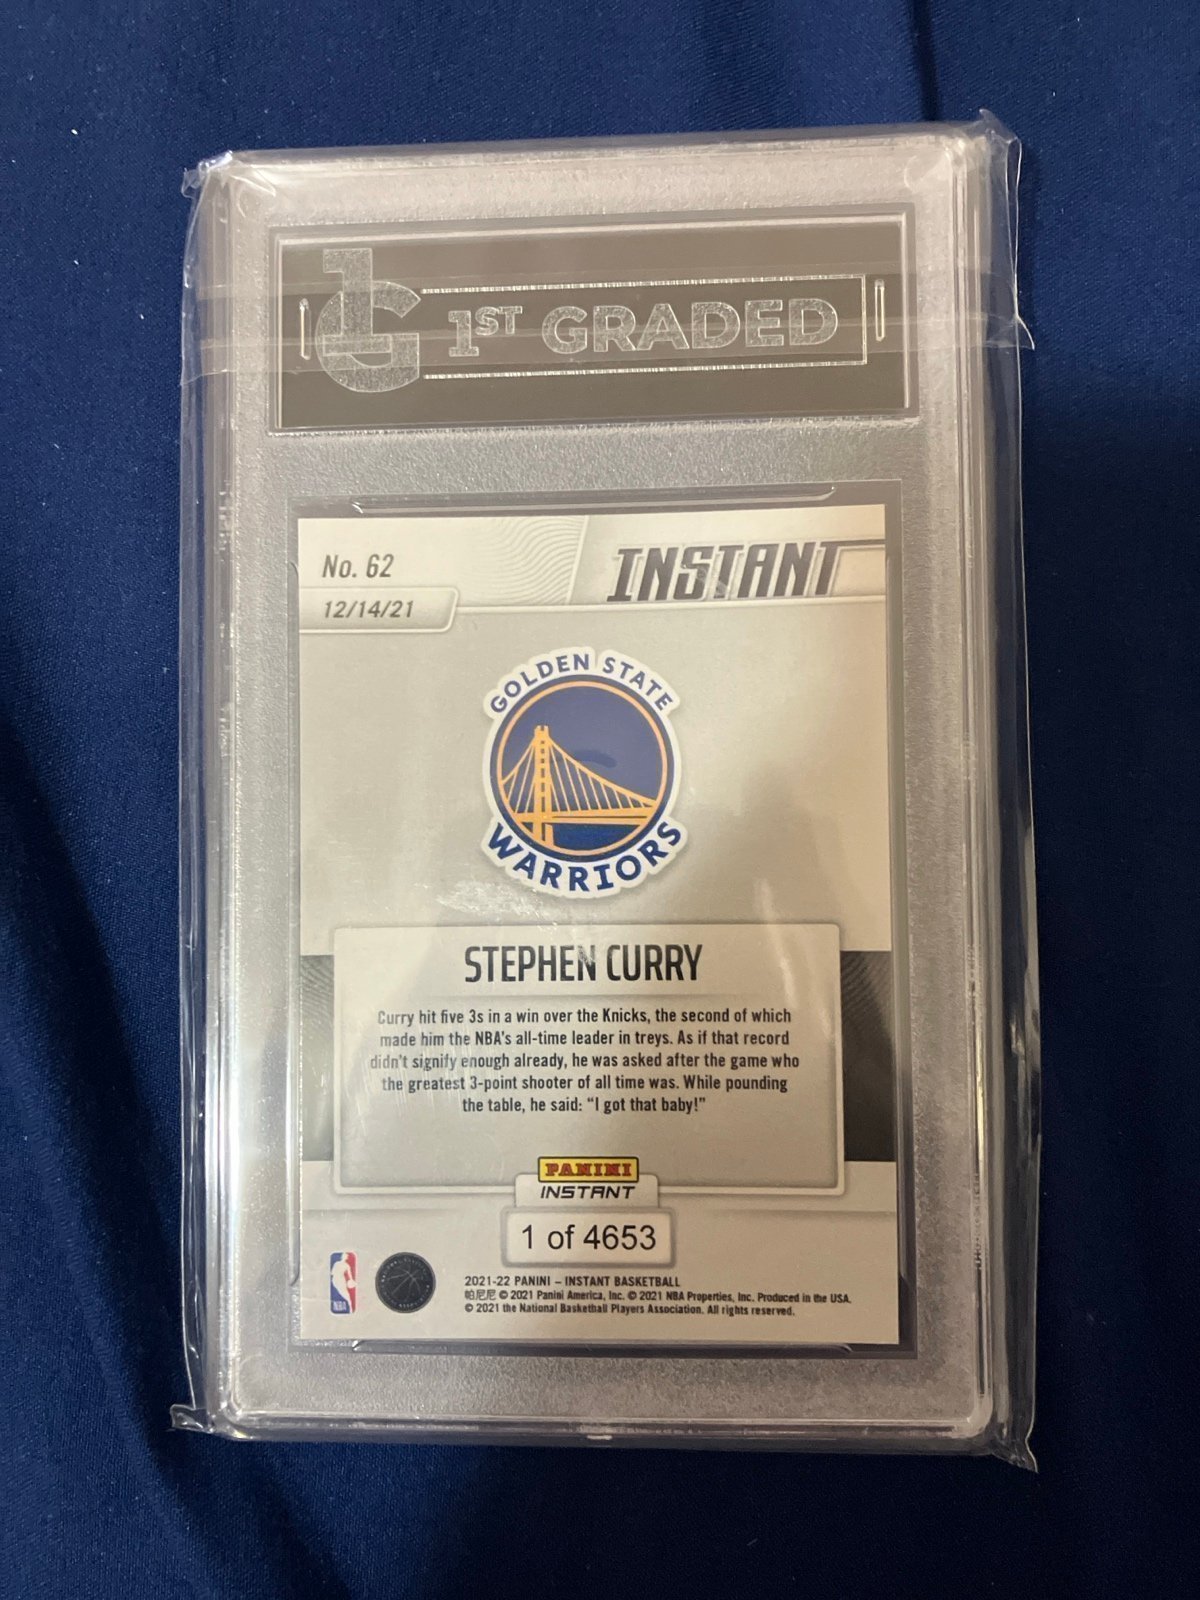 1G 1ST GRADED
No. 62
INSTANT
12/14/21
GOLDEN STATE
WARRIORS
STEPHEN CURRY
Curry hit five 3s in a win over the Knicks, the second of which
made him the NBA's all-time leader in treys. As if that record
didn't signify enough already, he was asked after the game who
the greatest 3-point shooter of all time was. While pounding
the table, he said: “I got that baby!”
PANINI
INSTANT
1 of 4653
NBA
2021-22 PANINI – INSTANT BASKETBALL
帕尼尼 © 2021 Panini America, Inc. © 2021 NBA Properties, Inc. Produced in the USA.
© 2021 the National Basketball Players Association. All rights reserved.